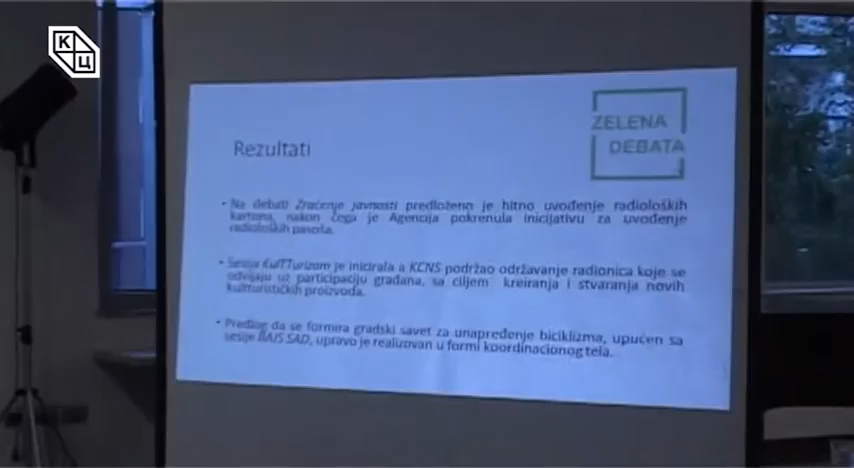 К
Ц
ZELENA
DEBATA
Rezultati
• Na debati Zračenje javnosti predloženo je hitno uvođenje radioloških
kartona, nakon čega je Agencija pokrenula inicijativu za uvođenje
radioloških pasoša.
• Sesija KulTTurizam je inicirala a KCNS podržao održavanje radionica koje se
odvijaju uz participaciju građana, sa ciljem kreiranja i stvaranja novih
kulturističkih proizvoda.
• Predlog da se formira gradski savet za unapređenje biciklizma, upućen sa
sesije BAJS SAD, upravo je realizovan u formi koordinacionog tela.